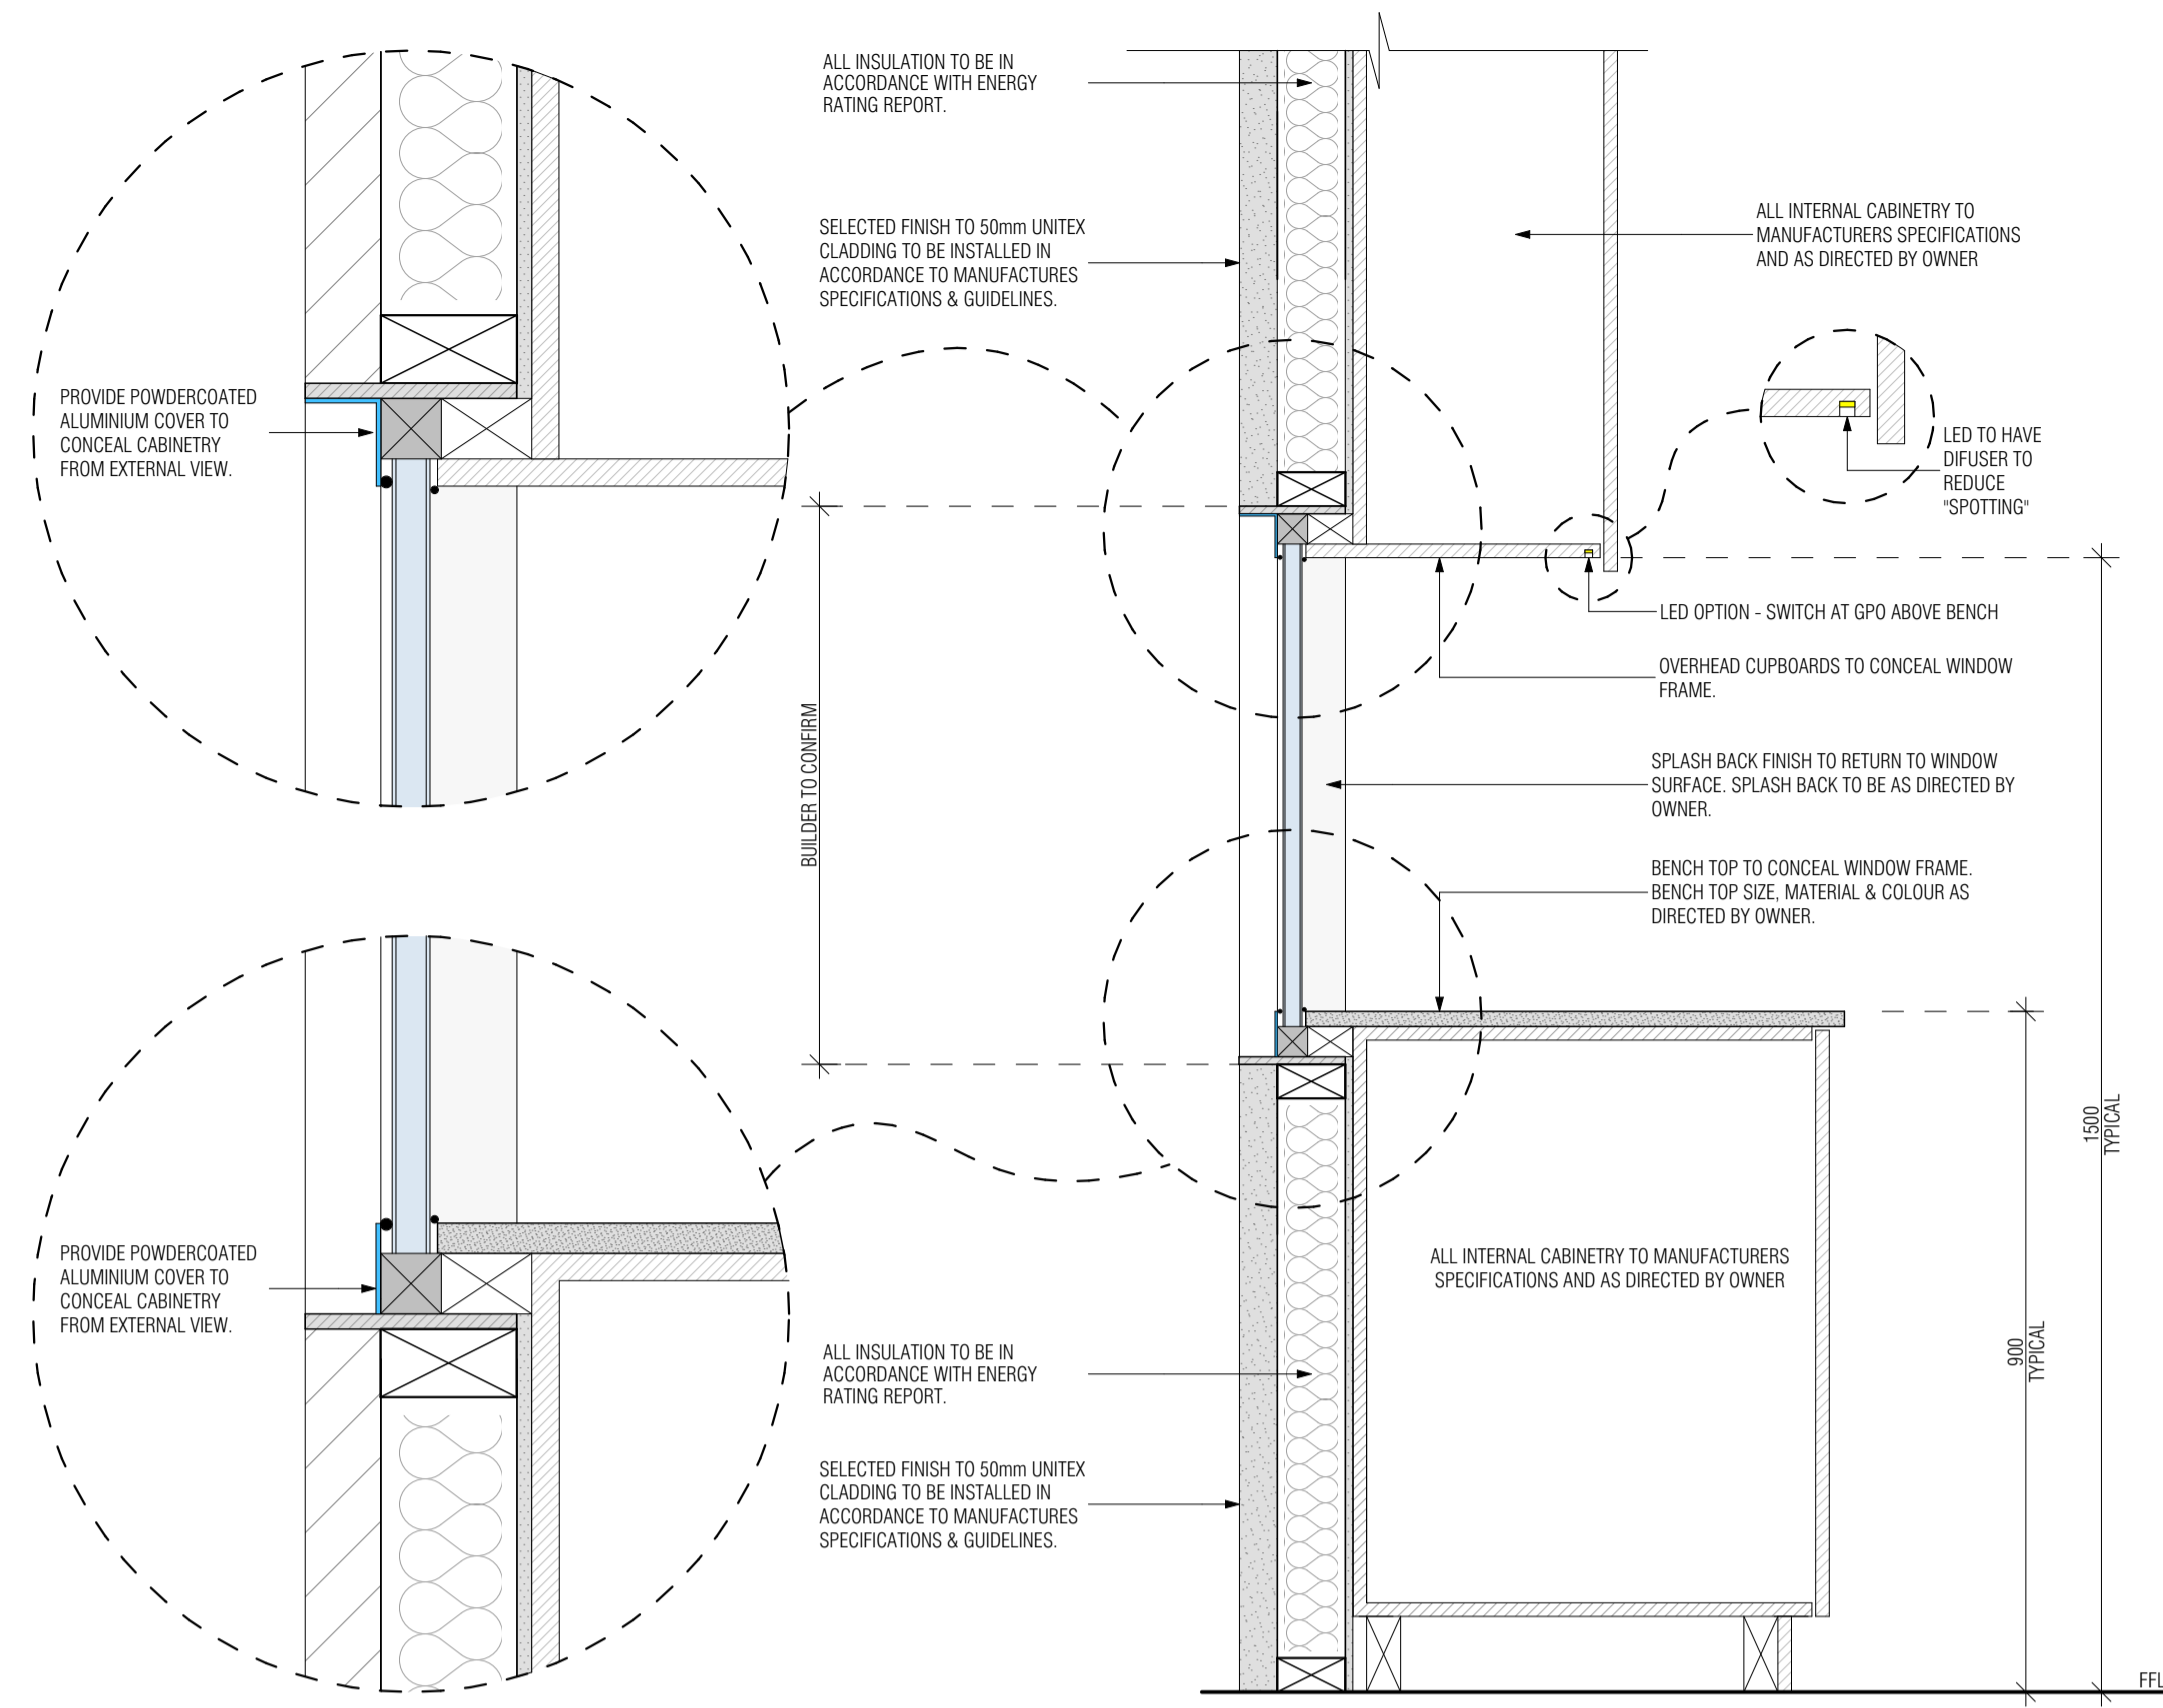 ALL INSULATION TO BE IN
ACCORDANCE WITH ENERGY
RATING REPORT.
SELECTED FINISH TO 50mm UNITEX
CLADDING TO BE INSTALLED IN
ACCORDANCE TO MANUFACTURES
SPECIFICATIONS & GUIDELINES.
ALL INTERNAL CABINETRY TO
MANUFACTURERS SPECIFICATIONS
AND AS DIRECTED BY OWNER
PROVIDE POWDERCOATED
ALUMINIUM COVER TO
CONCEAL CABINETRY
FROM EXTERNAL VIEW.
LED TO HAVE
DIFUSER TO
REDUCE
"SPOTTING"
LED OPTION - SWITCH AT GPO ABOVE BENCH
OVERHEAD CUPBOARDS TO CONCEAL WINDOW
FRAME.
BUILDER TO CONFIRM
SPLASH BACK FINISH TO RETURN TO WINDOW
SURFACE. SPLASH BACK TO BE AS DIRECTED BY
OWNER.
BENCH TOP TO CONCEAL WINDOW FRAME.
BENCH TOP SIZE, MATERIAL & COLOUR AS
DIRECTED BY OWNER.
1500
TYPICAL
PROVIDE POWDERCOATED
ALUMINIUM COVER TO
CONCEAL CABINETRY
FROM EXTERNAL VIEW.
ALL INTERNAL CABINETRY TO MANUFACTURERS
SPECIFICATIONS AND AS DIRECTED BY OWNER
900
TYPICAL
ALL INSULATION TO BE IN
ACCORDANCE WITH ENERGY
RATING REPORT.
SELECTED FINISH TO 50mm UNITEX
CLADDING TO BE INSTALLED IN
ACCORDANCE TO MANUFACTURES
SPECIFICATIONS & GUIDELINES.
FFL